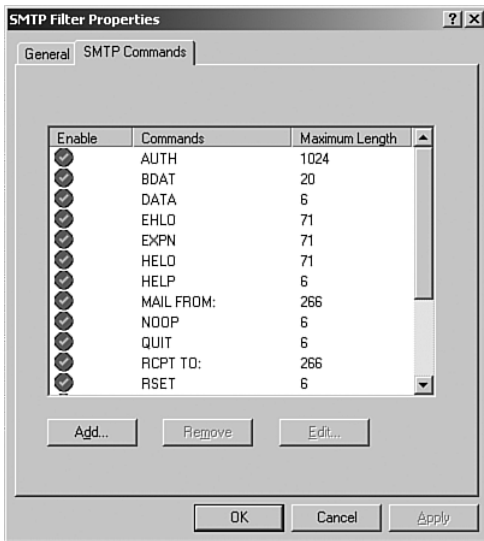 SMTP Filter Properties
General SMTP Commands
Enable Commands Maximum Length
AUTH 1024
BDAT 20
DATA 6
EHLO 71
EXPN 71
HELO 71
HELP 6
MAIL FROM: 266
NOOP 6
QUIT 6
RCPT TO: 266
RSET 6
Add... Remove Edit...
OK Cancel Apply